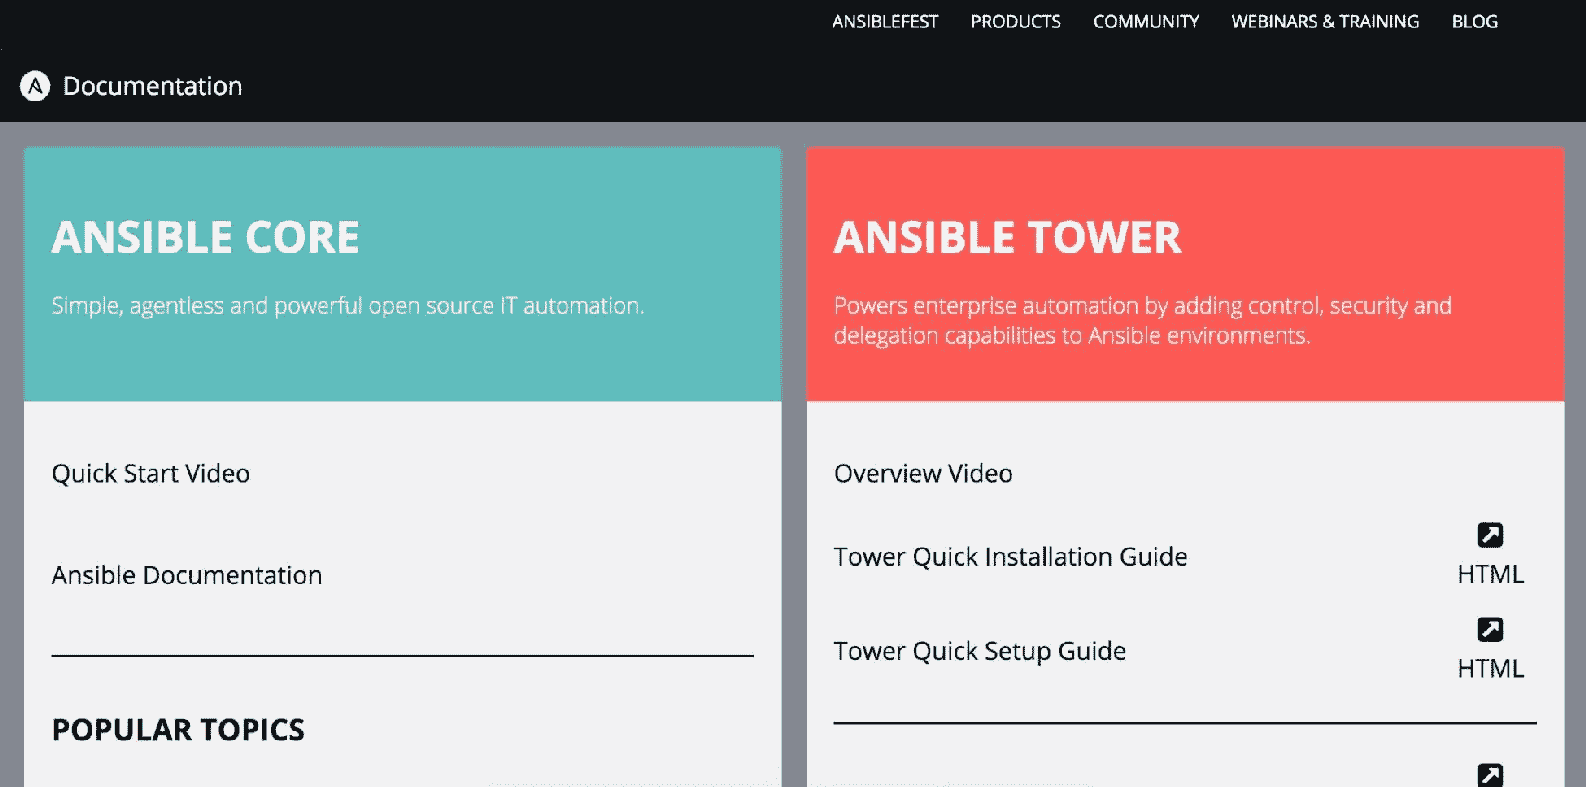 ANSIBLEFEST PRODUCTS COMMUNITY WEBINARS & TRAINING BLOG
Documentation
ANSIBLE CORE
Simple, agentless and powerful open source IT automation.
Quick Start Video
Ansible Documentation
POPULAR TOPICS
ANSIBLE TOWER
Powers enterprise automation by adding control, security and
delegation capabilities to Ansible environments.
Overview Video
Tower Quick Installation Guide
HTML
Tower Quick Setup Guide
HTML